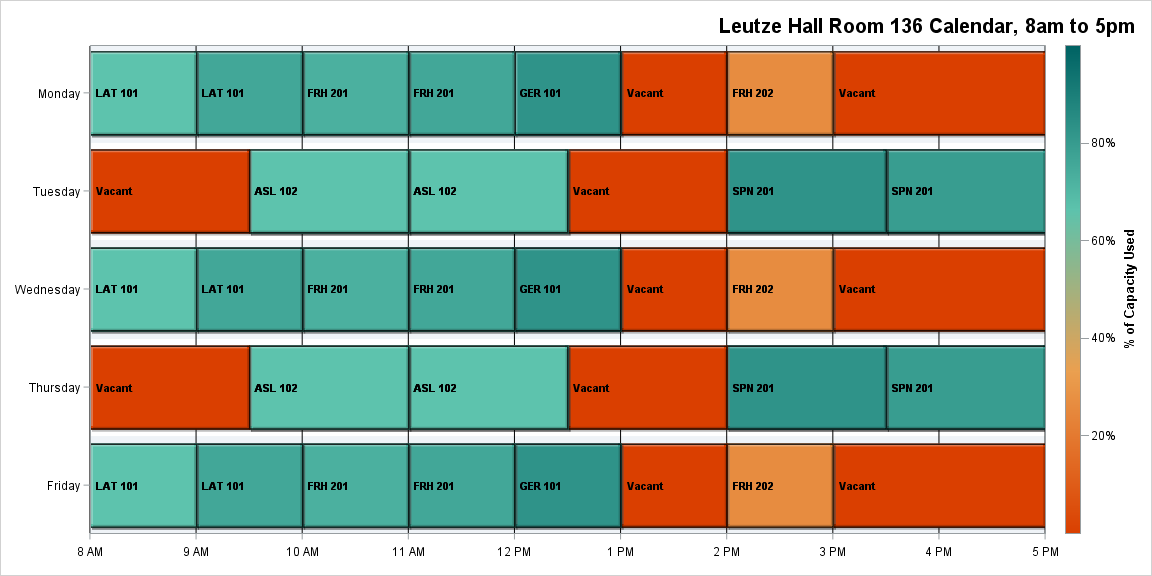 Leutze Hall Room 136 Calendar, 8am to 5pm
Monday
LAT 101
LAT 101
FRH 201
FRH 201
GER 101
Vacant
FRH 202
Vacant
Tuesday
Vacant
ASL 102
ASL 102
Vacant
SPN 201
SPN 201
Wednesday
LAT 101
LAT 101
FRH 201
FRH 201
GER 101
Vacant
FRH 202
Vacant
Thursday
Vacant
ASL 102
ASL 102
Vacant
SPN 201
SPN 201
Friday
LAT 101
LAT 101
FRH 201
FRH 201
GER 101
Vacant
FRH 202
Vacant
8 AM
9 AM
10 AM
11 AM
12 PM
1 PM
2 PM
3 PM
4 PM
5 PM
80%
60%
40%
20%
% of Capacity Used